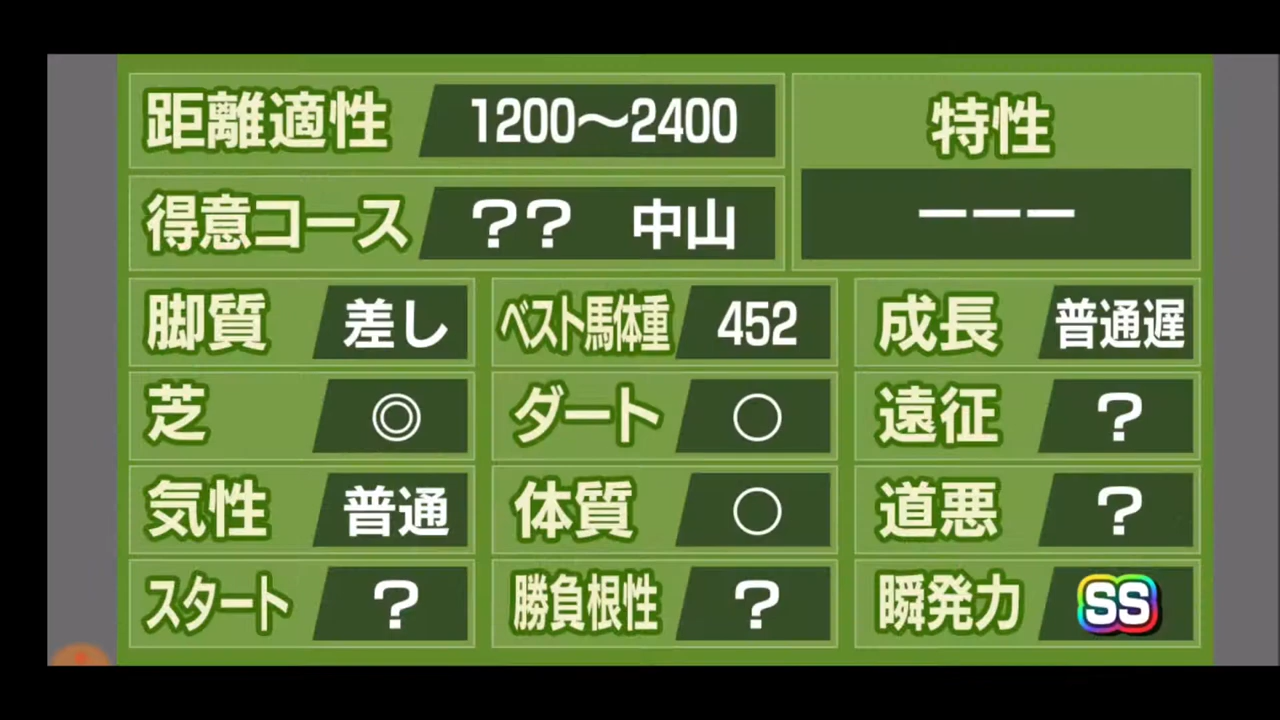 距離適性 1200～2400 特性
得意コース ？？ 中山 ーーー
脚質 差し ベスト馬体重 452 成長 普通遅
芝 ◎ ダート ○ 遠征 ？
気性 普通 体質 ○ 道悪 ？
スタート ？ 勝負根性 ？ 瞬発力 SS